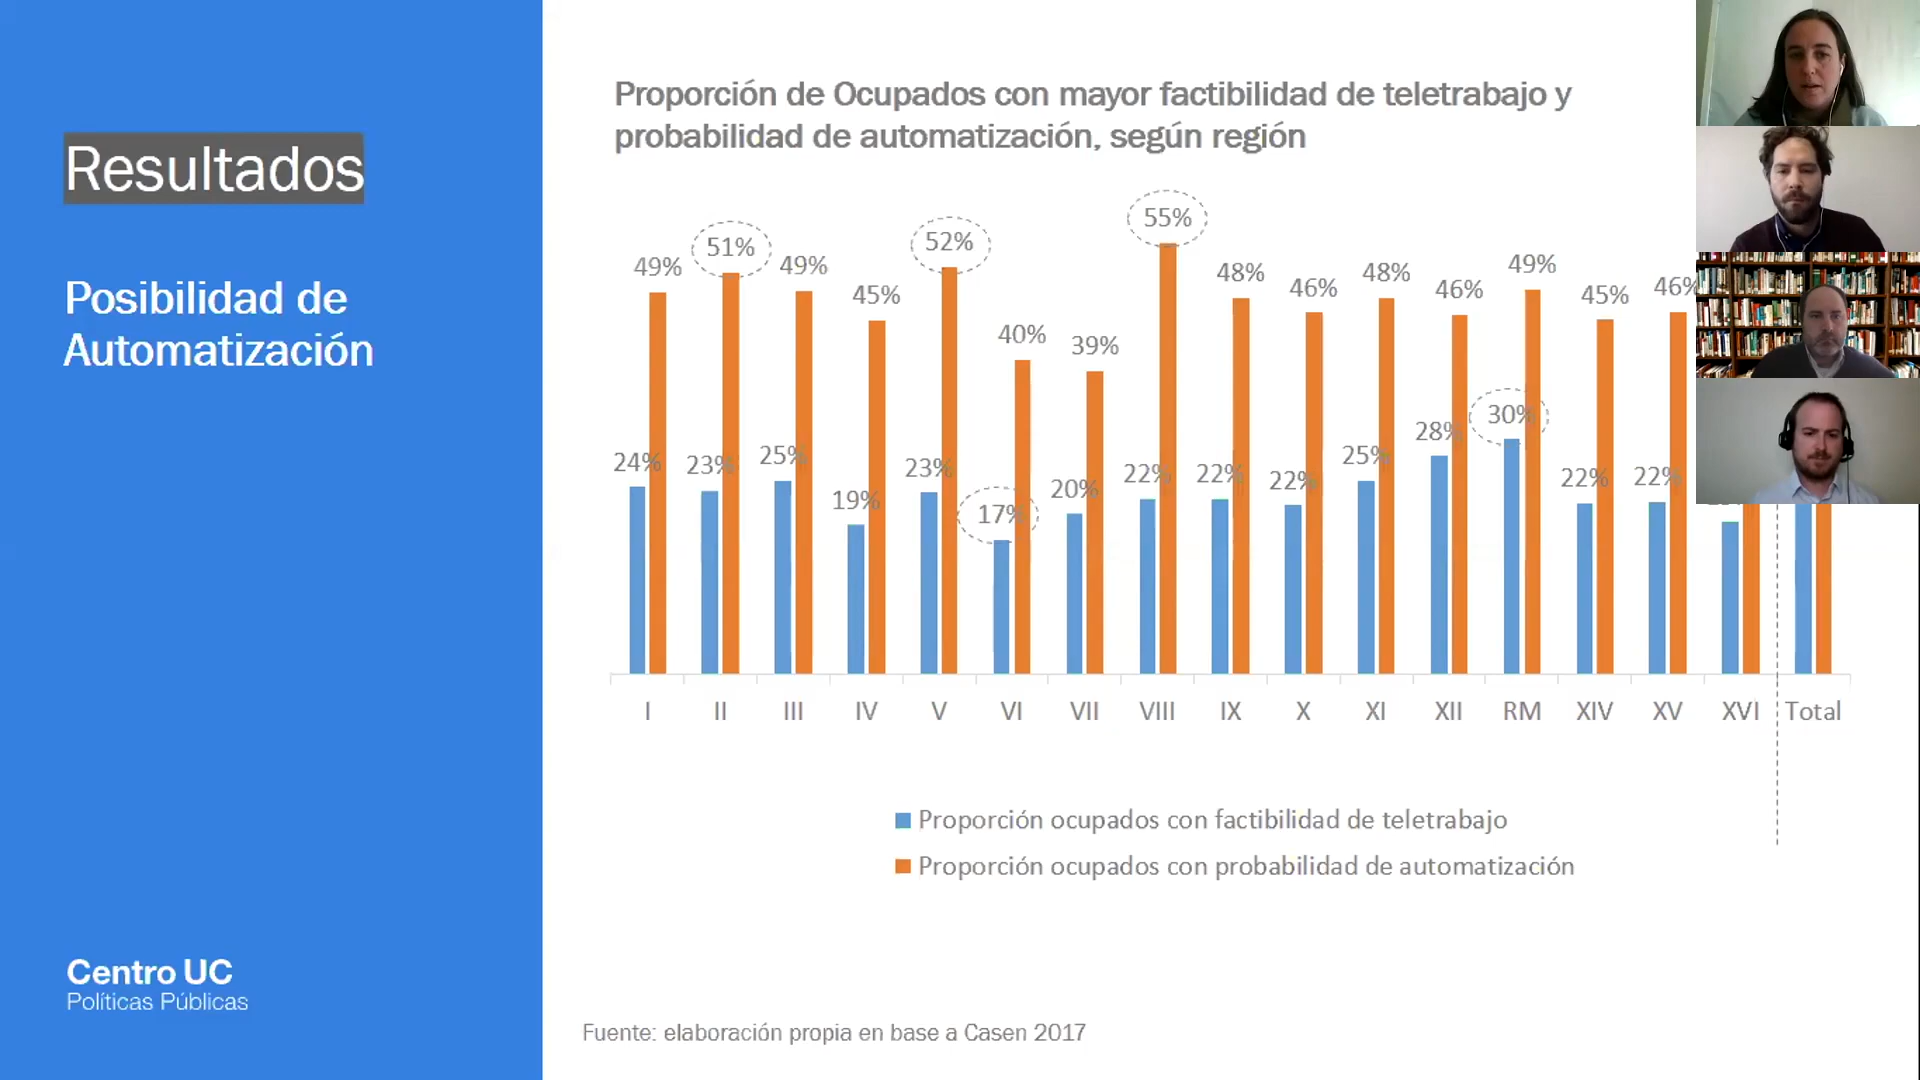 Resultados
Posibilidad de
Automatización
Centro UC
Políticas Públicas
Proporción de Ocupados con mayor factibilidad de teletrabajo y
probabilidad de automatización, según región
55%
52%
51%
49%
49%
49%
48%
48%
45%
46%
46%
45%
46%
40%
39%
30%
28%
24%
23%
25%
19%
23%
17%
20%
22%
22%
22%
25%
22%
22%
I II III IV V VI VII VIII IX X XI XII RM XIV XV XVI Total
Proporción ocupados con factibilidad de teletrabajo
Proporción ocupados con probabilidad de automatización
Fuente: elaboración propia en base a Casen 2017